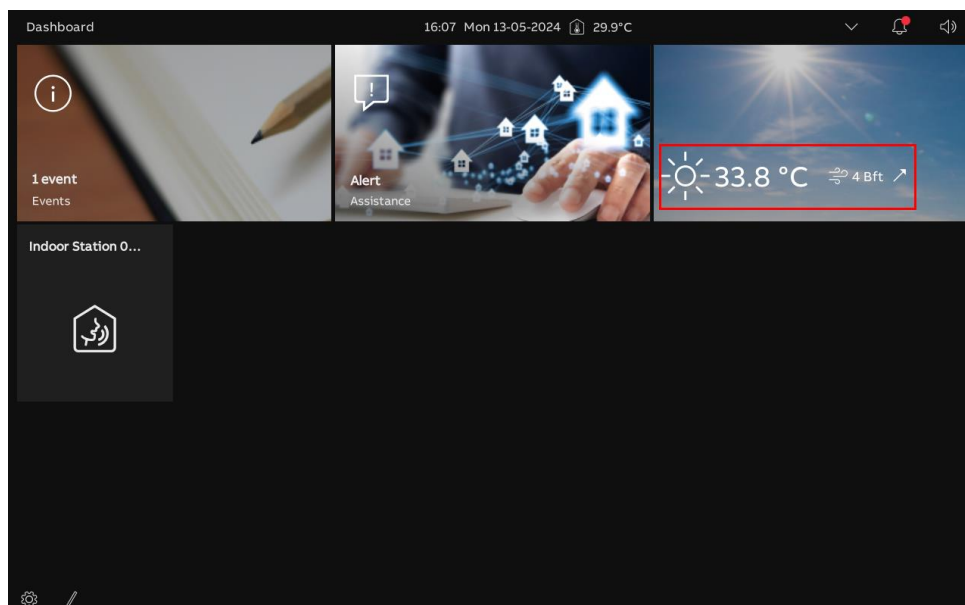 Dashboard
16:07 Mon 13-05-2024 29.9°C
1 event
Events
Alert
Assistance
33.8 °C 4 Bft
Indoor Station 0...